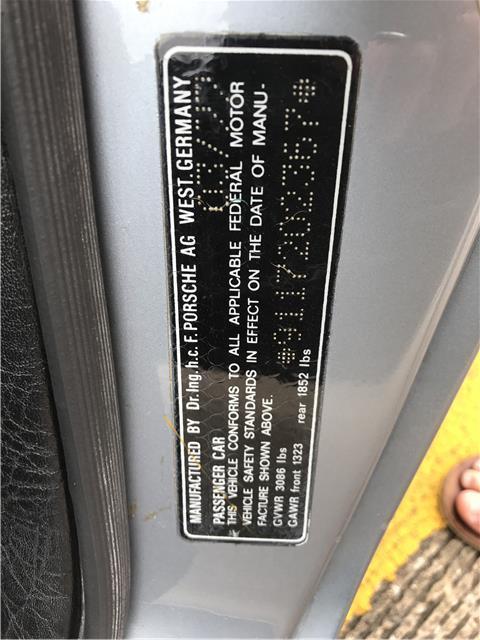 MANUFACTURED BY Dr. Ing. h.c. F. PORSCHE AG WEST. GERMANY
PASSENGER CAR
THIS VEHICLE CONFORMS TO ALL APPLICABLE FEDERAL MOTOR
VEHICLE SAFETY STANDARDS IN EFFECT ON THE DATE OF MANU-
FACTURE SHOWN ABOVE.
GVWR 3086 lbs
GAWR front 1323 rear 1852 lbs